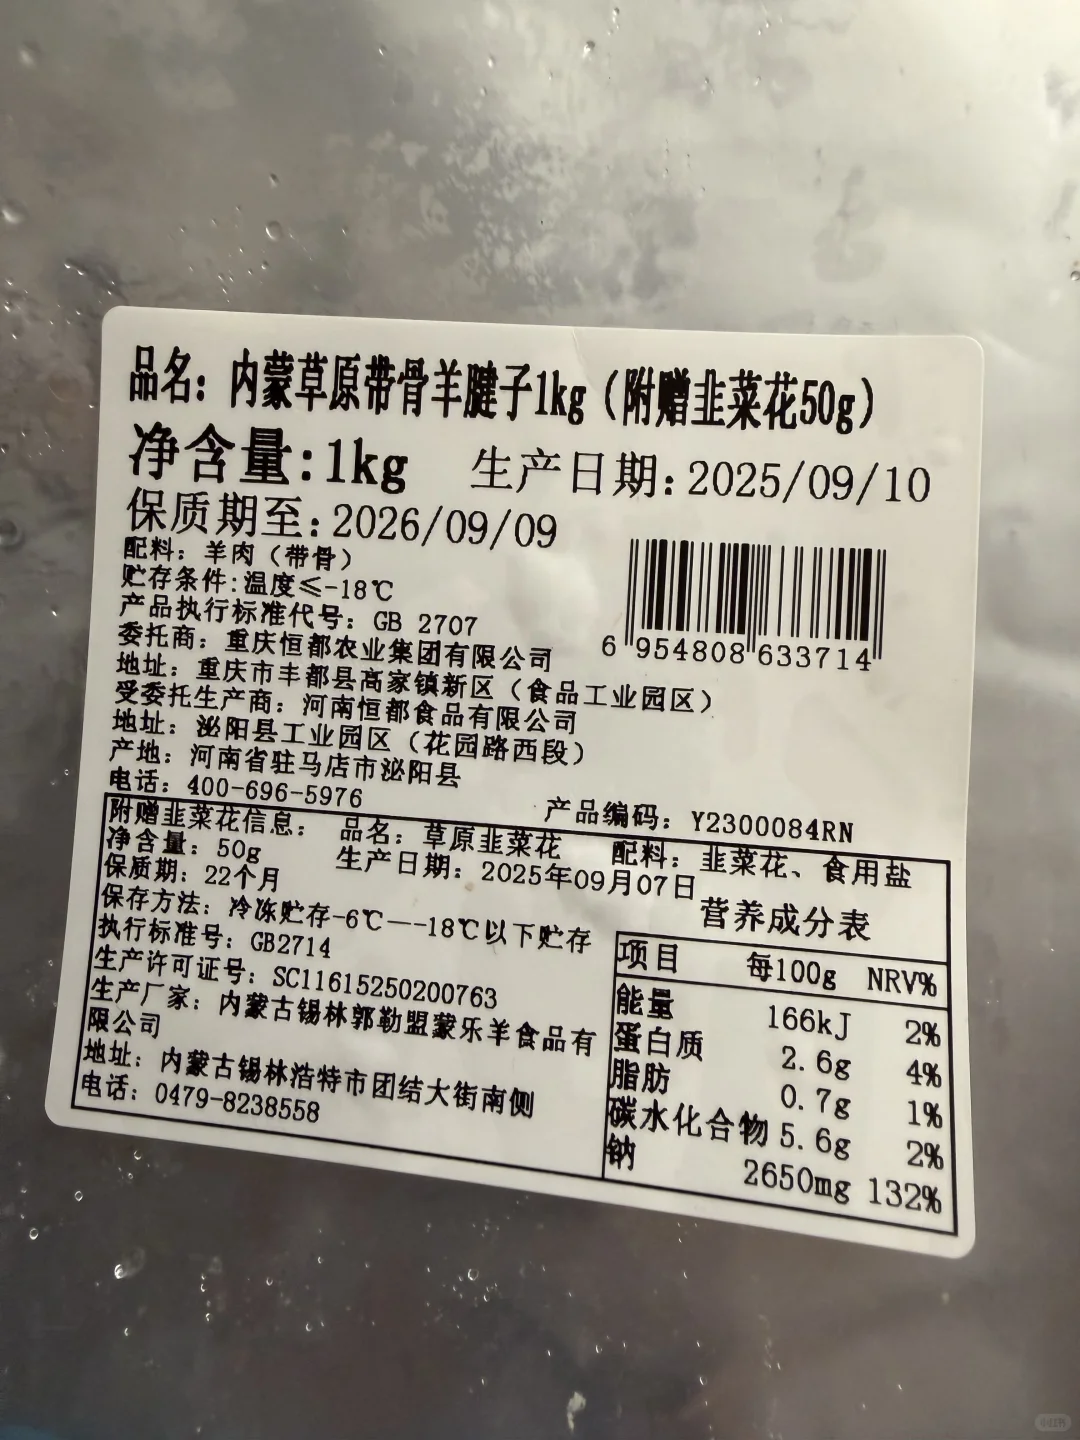 品名：内蒙草原带骨羊腱子1kg（附赠韭菜花50g）
净含量:1kg 生产日期:2025/09/10
保质期至:2026/09/09
配料：羊肉（带骨）
贮存条件:温度≤-18℃
产品执行标准代号：GB 2707
委托商：重庆恒都农业集团有限公司
地址：重庆市丰都县高家镇新区（食品工业园区）
受委托生产商：河南恒都食品有限公司
地址：泌阳县工业园区（花园路西段）
产地：河南省驻马店市泌阳县
电话：400-696-5976
6 954808 633714
产品编码：Y2300084RN
附赠韭菜花信息： 品名：草原韭菜花 配料：韭菜花、食用盐
净含量：50g 生产日期：2025年09月07日
保质期：22个月
保存方法：冷冻贮存-6℃—-18℃以下贮存
执行标准号：GB2714
生产许可证号：SC11615250200763
生产厂家：内蒙古锡林郭勒盟蒙乐羊食品有
限公司
地址：内蒙古锡林浩特市团结大街南侧
电话：0479-8238558
营养成分表
项目 每100g NRV%
能量 166kJ 2%
蛋白质 2.6g 4%
脂肪 0.7g 1%
碳水化合物 5.6g 2%
钠 2650mg 132%